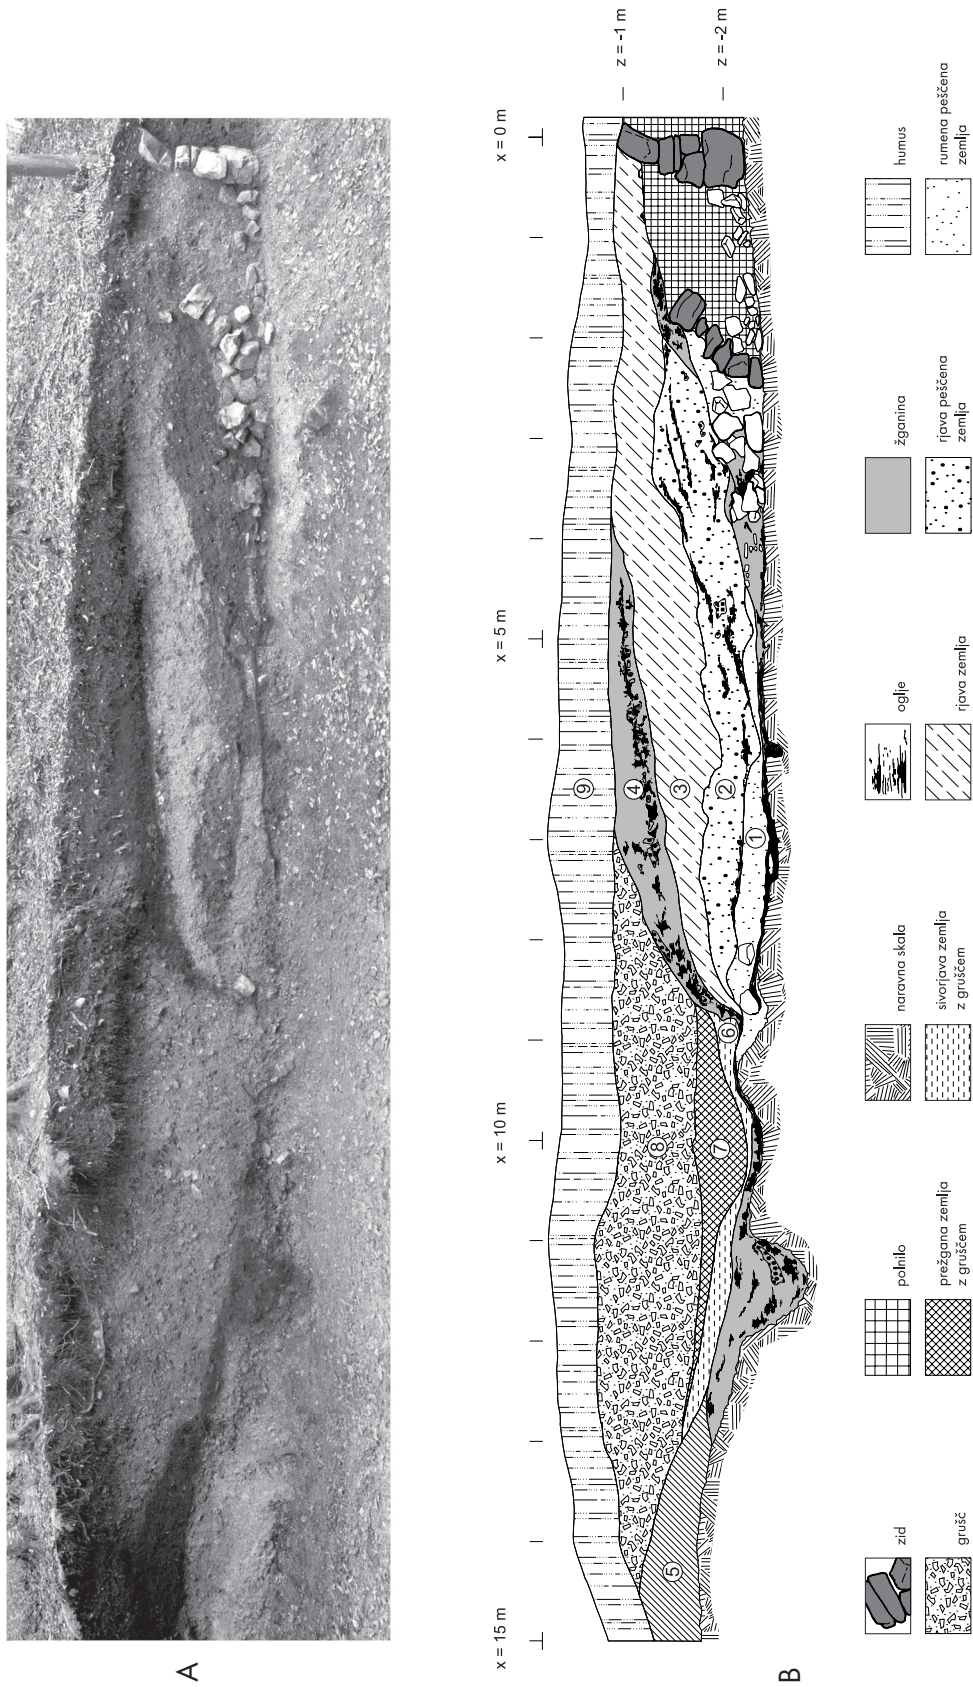 A
x = 15 m
x = 10 m
x = 5 m
x = 0 m
z = -1 m
z = -2 m
9
4
3
2
1
8
6
7
5
B
zid
polnilo
naravna skala
oglje
žganina
humus
grušč
prežgana zemlja
z gruščem
sivorjava zemlja
z gruščem
rjava zemlja
rjava peščena
zemlja
rumena peščena
zemlja